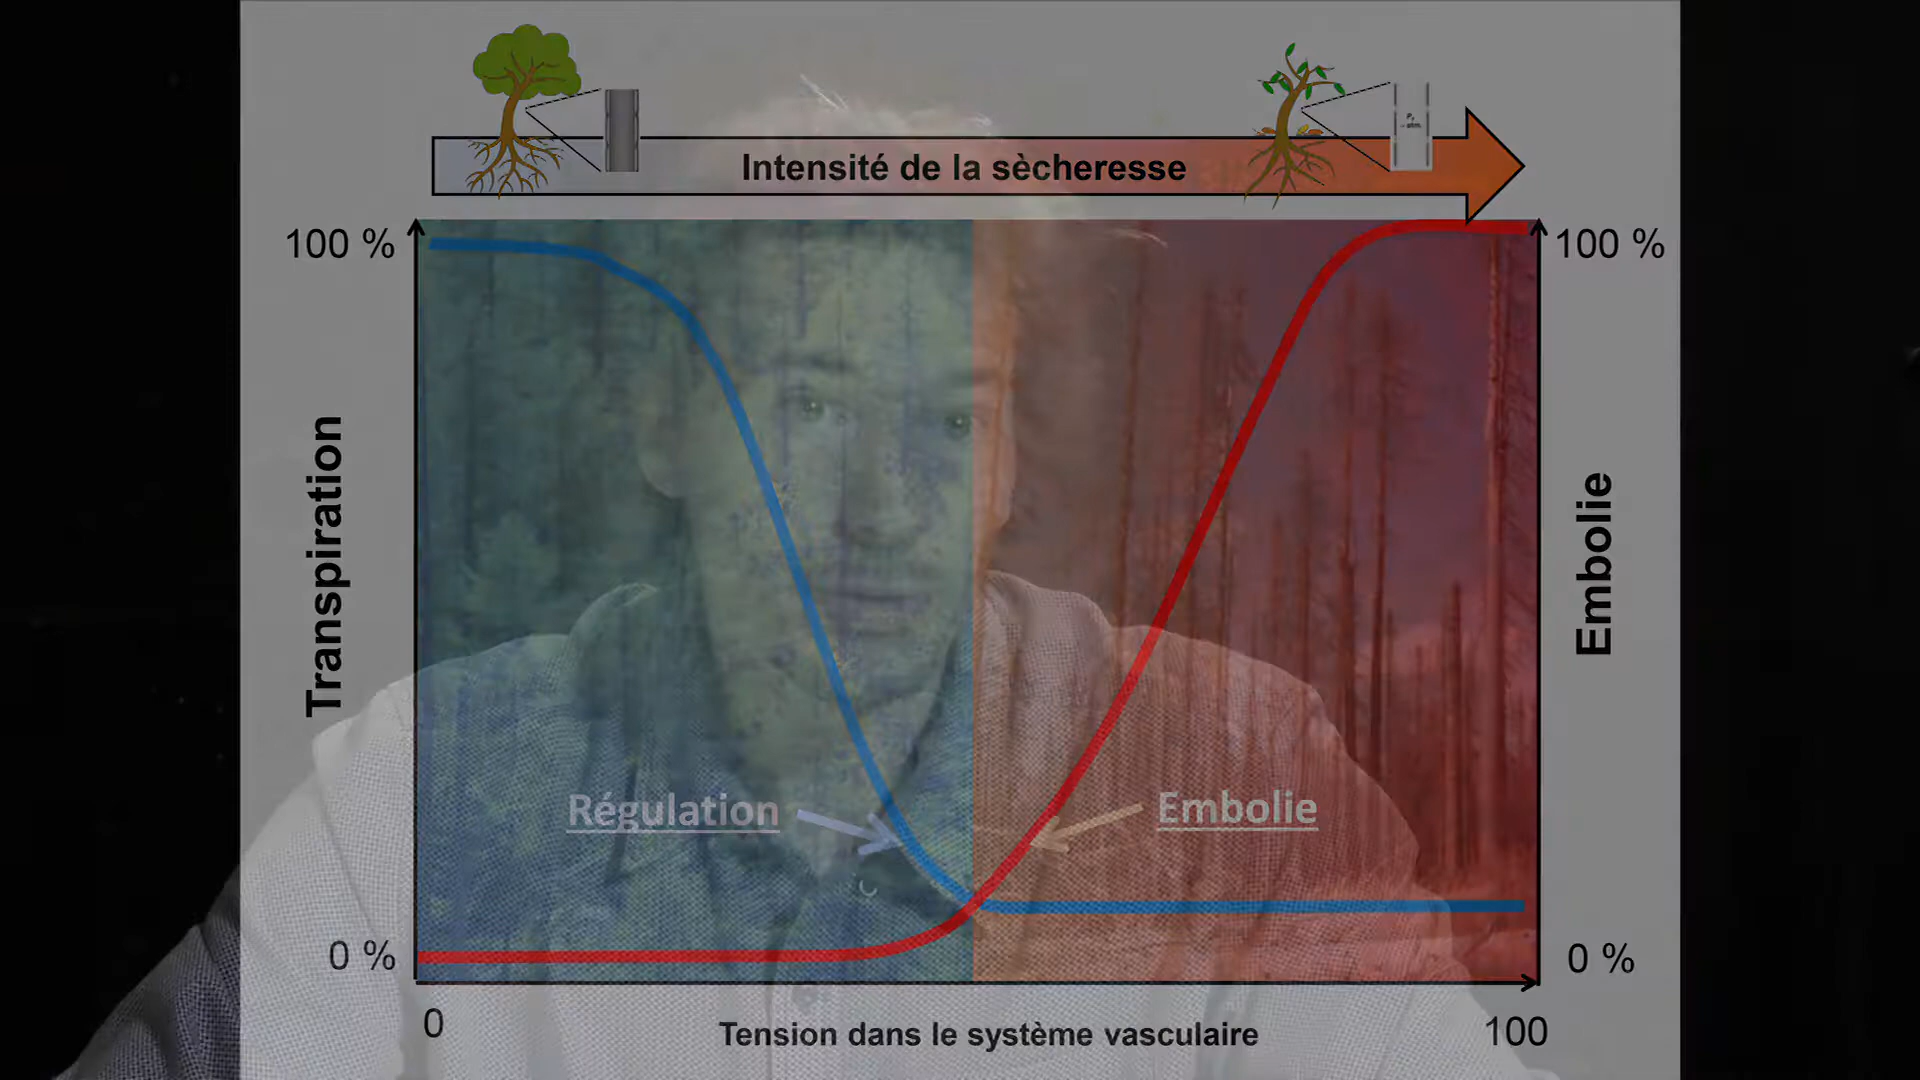 Intensité de la sècheresse
100 %
100 %
Transpiration
Embolie
Régulation
Embolie
0 %
0 %
0
Tension dans le système vasculaire
100